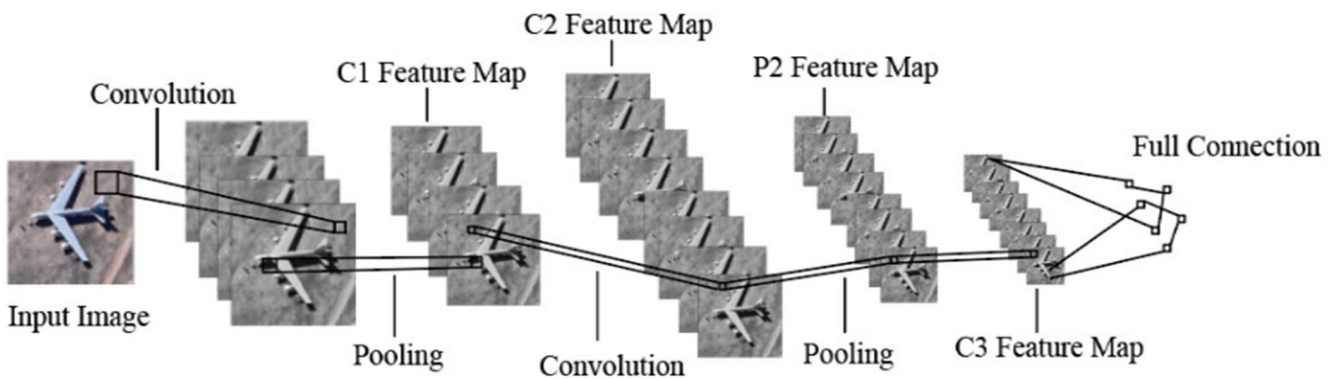 C2 Feature Map
C1 Feature Map
P2 Feature Map
Convolution
Full Connection
Input Image
Pooling
Convolution
Pooling
C3 Feature Map